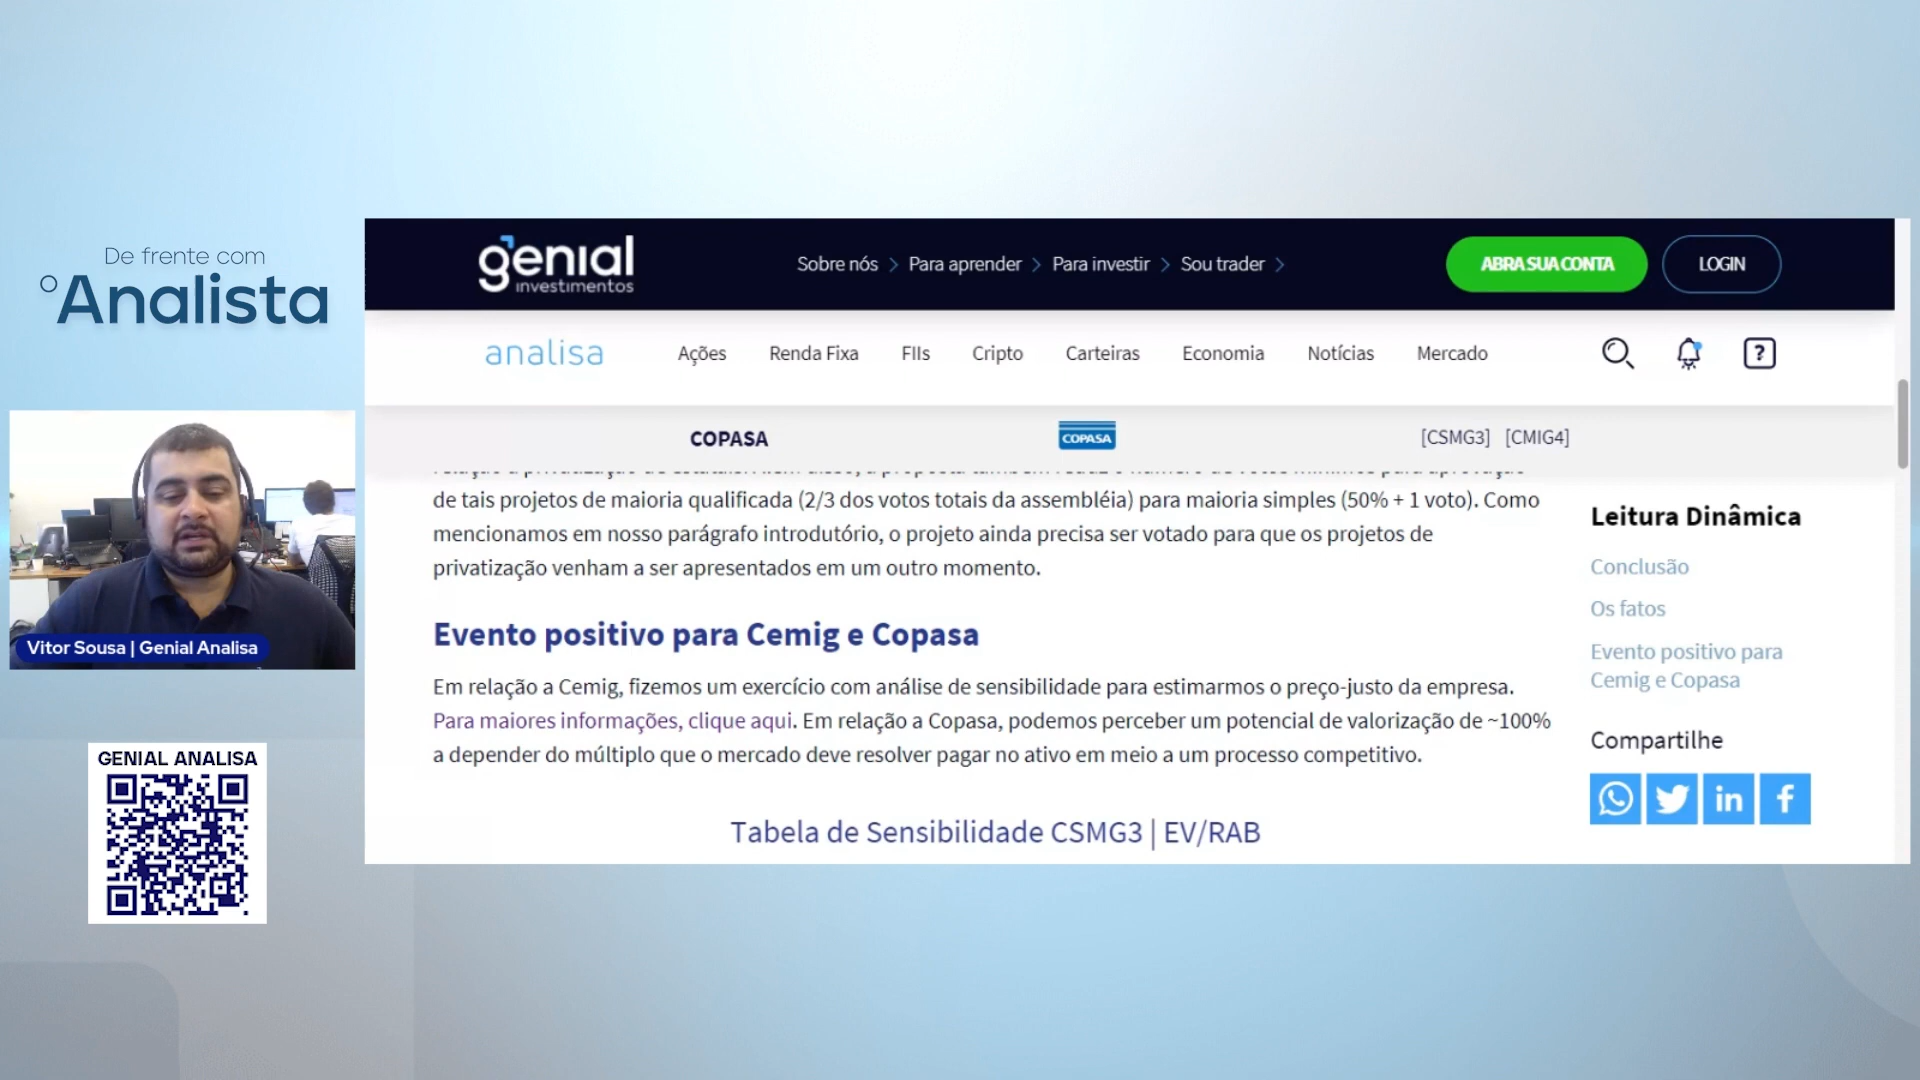 De frente com
Analista
Vitor Sousa | Genial Analisa
GENIAL ANALISA
genial
investimentos
Sobre nós
Para aprender
Para investir
Sou trader
ABRA SUA CONTA
LOGIN
analisa
Ações
Renda Fixa
FIIs
Cripto
Carteiras
Economia
Notícias
Mercado
?
COPASA
COPASA
[CSMG3] [CMIG4]
de tais projetos de maioria qualificada (2/3 dos votos totais da assembléia) para maioria simples (50% + 1 voto). Como
mencionamos em nosso parágrafo introdutório, o projeto ainda precisa ser votado para que os projetos de
privatização venham a ser apresentados em um outro momento.
Evento positivo para Cemig e Copasa
Em relação a Cemig, fizemos um exercício com análise de sensibilidade para estimarmos o preço-justo da empresa.
Para maiores informações, clique aqui. Em relação a Copasa, podemos perceber um potencial de valorização de ~100%
a depender do múltiplo que o mercado deve resolver pagar no ativo em meio a um processo competitivo.
Tabela de Sensibilidade CSMG3 | EV/RAB
Leitura Dinâmica
Conclusão
Os fatos
Evento positivo para
Cemig e Copasa
Compartilhe